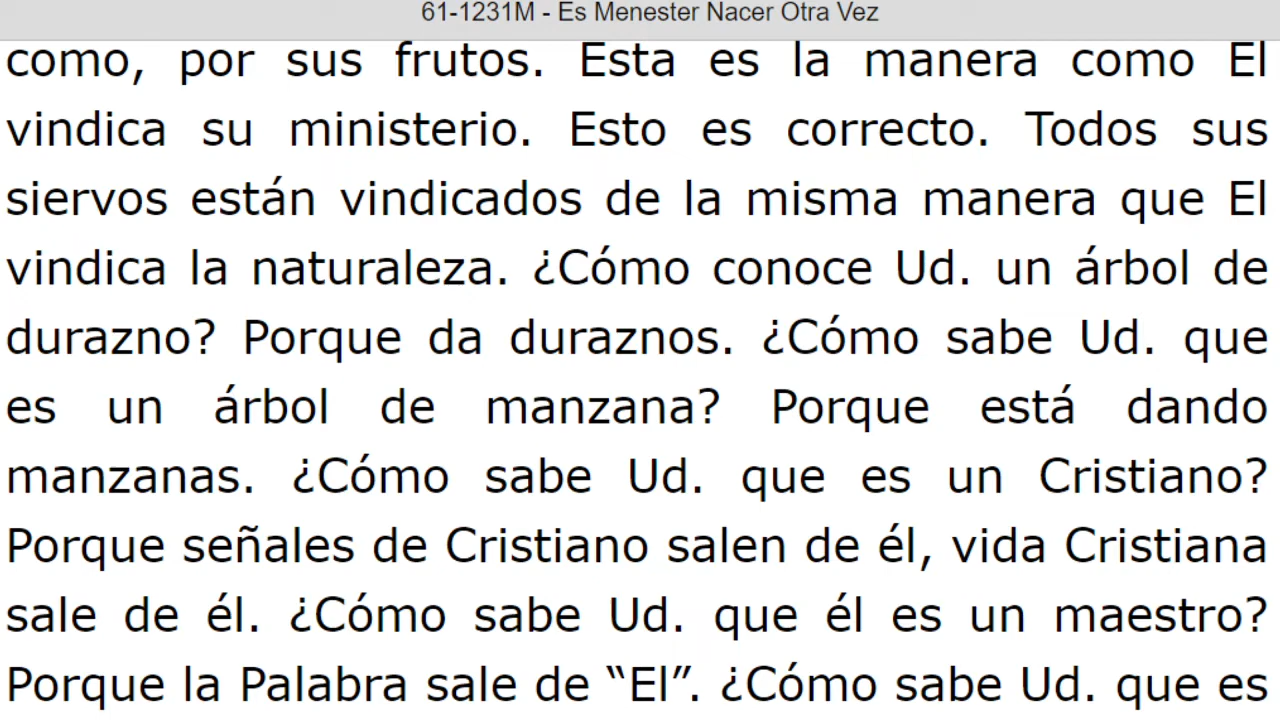 61-1231M - Es Menester Nacer Otra Vez
como, por sus frutos. Esta es la manera como El
vindica su ministerio. Esto es correcto. Todos sus
siervos están vindicados de la misma manera que El
vindica la naturaleza. ¿Cómo conoce Ud. un árbol de
durazno? Porque da duraznos. ¿Cómo sabe Ud. que
es un árbol de manzana? Porque está dando
manzanas. ¿Cómo sabe Ud. que es un Cristiano?
Porque señales de Cristiano salen de él, vida Cristiana
sale de él. ¿Cómo sabe Ud. que él es un maestro?
Porque la Palabra sale de “El”. ¿Cómo sabe Ud. que es